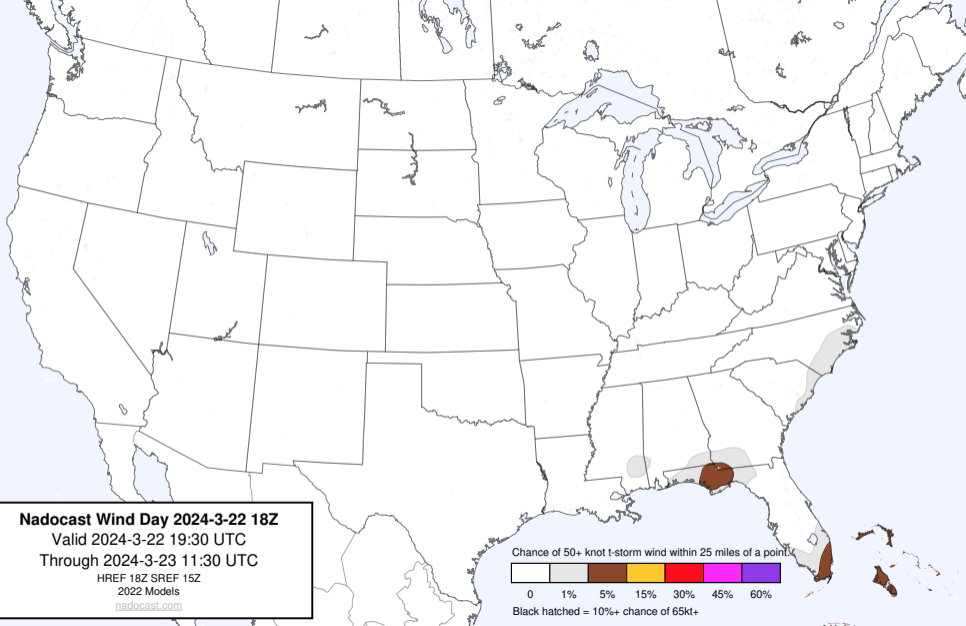 Nadocast Wind Day 2024-3-22 18Z
Valid 2024-3-22 19:30 UTC
Through 2024-3-23 11:30 UTC
HREF 18Z SREF 15Z
2022 Models
nadocast.com
Chance of 50+ knot t-storm wind within 25 miles of a point.
0 1% 5% 15% 30% 45% 60%
Black hatched = 10%+ chance of 65kt+